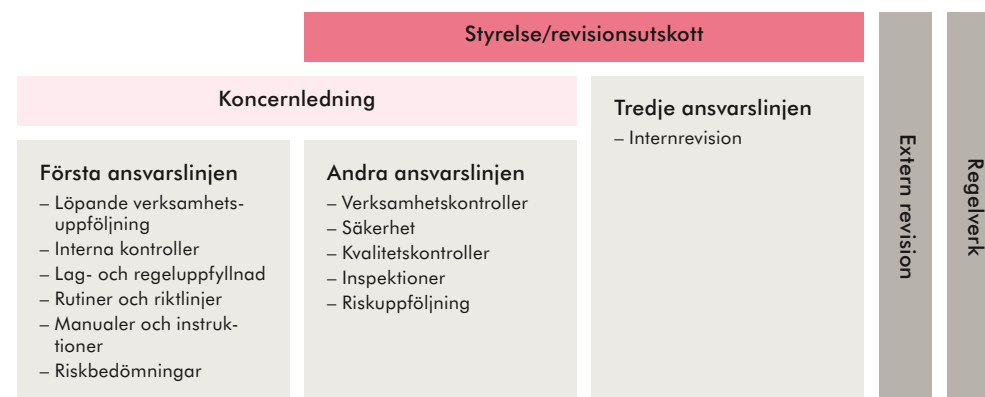 Styrelse/revisionsutskott
Koncernledning
Första ansvarslinjen
– Löpande verksamhets-
uppföljning
– Interna kontroller
– Lag- och regeluppfyllnad
– Rutiner och riktlinjer
– Manualer och instruk-
tioner
– Riskbedömningar
Andra ansvarslinjen
– Verksamhetskontroller
– Säkerhet
– Kvalitetskontroller
– Inspektioner
– Riskuppföljning
Tredje ansvarslinjen
– Internrevision
Extern revision
Regelverk